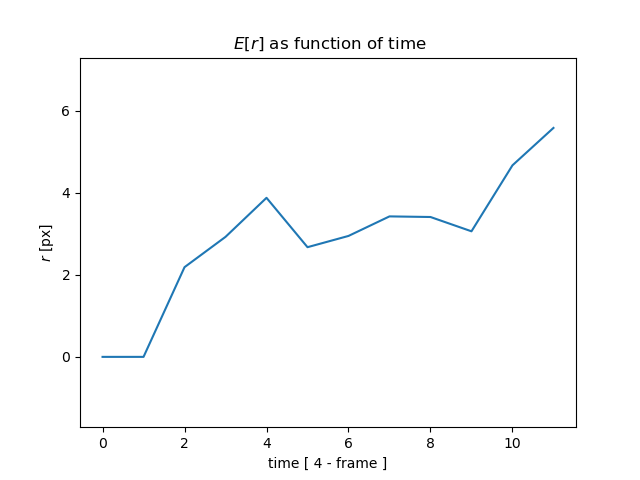 E[r] as function of time
6
4
2
0
r [px]
0 2 4 6 8 10
time [ 4 - frame ]